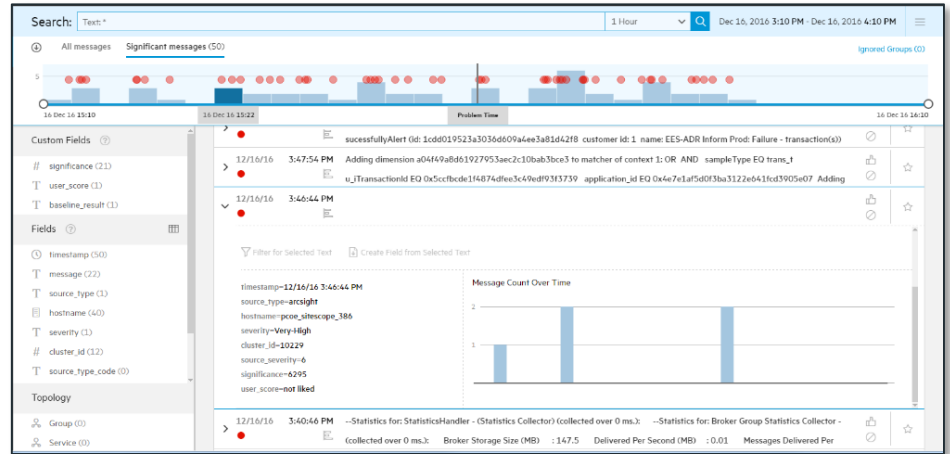 Search: Text: * 1 Hour Dec 16, 2016 3:10 PM - Dec 16, 2016 4:10 PM
All messages Significant messages (50) Ignored Groups (0)
5
16 Dec 16 15:10 16 Dec 16 15:22 Problem Time 16 Dec 16 16:10
Custom Fields
# significance (21)
T user_score (1)
T baseline_result (1)
Fields
timestamp (50)
T message (22)
T source_type (1)
hostname (40)
T severity (1)
# cluster_id (12)
T source_type_code (0)
Topology
Group (0)
Service (0)
sucessfullyAlert (id: 1cdd019523a3036d609a4ee3a81d42f8 customer id: 1 name: EES-ADR Inform Prod: Failure - transaction(s))
12/16/16 3:47:54 PM Adding dimension a04f49a8d61927953aec2c10bab3bce3 to matcher of context 1: OR AND sampleType EQ trans_t
u_iTransactionId EQ 0x5ccfbcde1f4874dfee3c49edf93f3739 application_id EQ 0x4e7e1af5d0f3ba3122e641fcd3905e07 Adding
12/16/16 3:46:44 PM
Filter for Selected Text Create Field from Selected Text
timestamp=12/16/16 3:46:44 PM
source_type=arcsight
hostname=pcoe_sitescope_386
severity=Very-High
cluster_id=10229
source_severity=6
significance=6295
user_score=not liked
Message Count Over Time
2
1
12/16/16 3:40:46 PM --Statistics for: StatisticsHandler - (Statistics Collector) (collected over 0 ms.): --Statistics for: Broker Group Statistics Collector -
(collected over 0 ms.): Broker Storage Size (MB) : 147.5 Delivered Per Second (MB) : 0.01 Messages Delivered Per